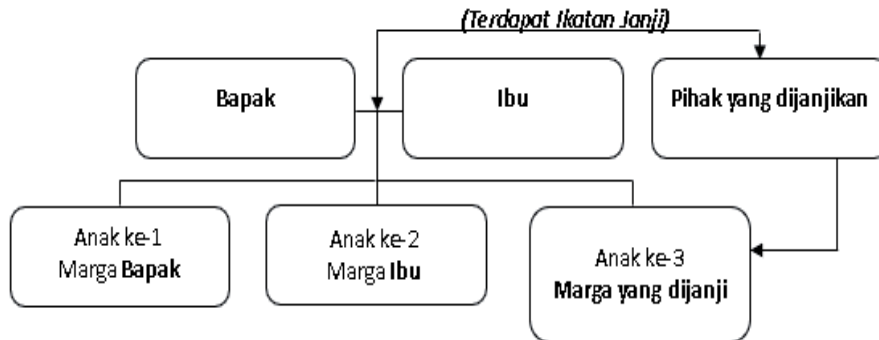 (Terdapat Ikatan Janji)
Bapak
Ibu
Pihak yang dijanjikan
Anak ke-1
Marga Bapak
Anak ke-2
Marga Ibu
Anak ke-3
Marga yang dijanji